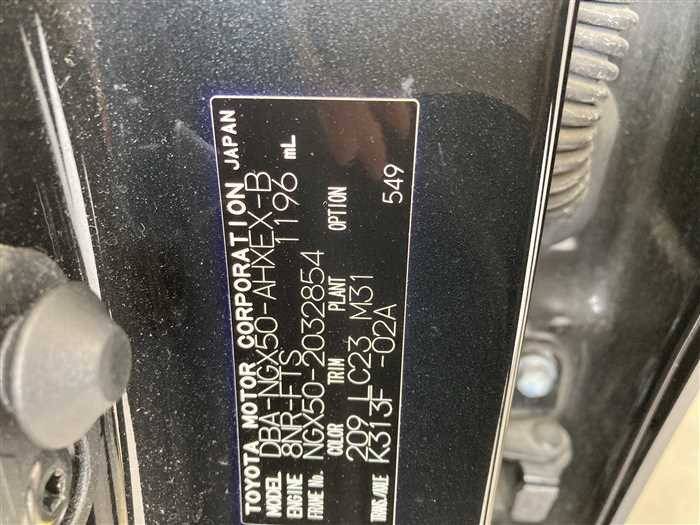 TOYOTA MOTOR CORPORATION JAPAN
MODEL DBA-NGX50-AHXEX-B
ENGINE 8NR-FTS 1196 mL
FRAME No. NGX50-2032854
COLOR TRIM PLANT OPTION
209 LC23 M31 549
TRANS./AXLE K313F -02A